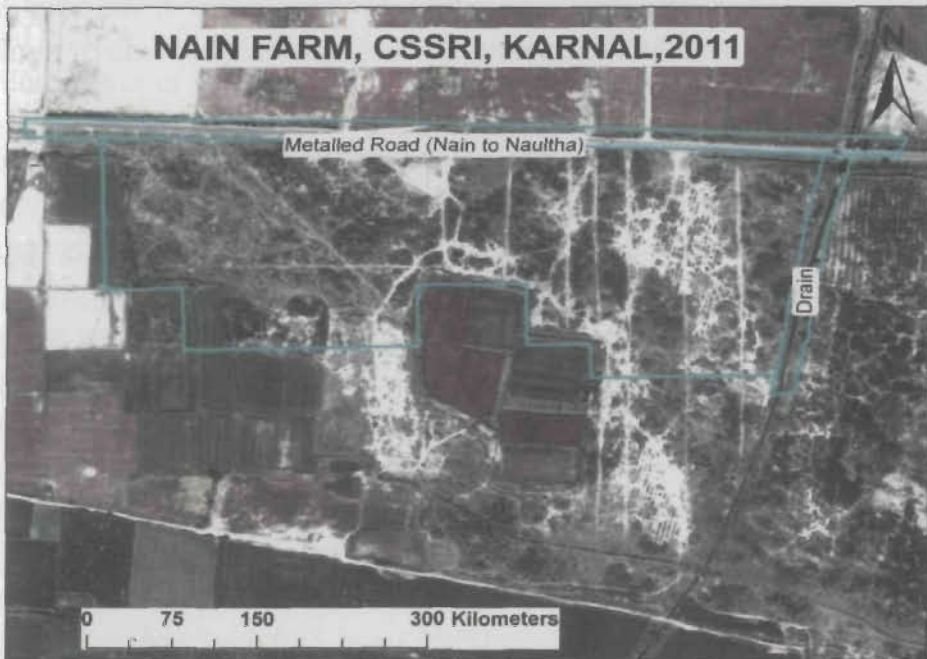 NAIN FARM, CSSRI, KARNAL,2011
N
Metalled Road (Nain to Naultha)
Drain
0 75 150 300 Kilometers